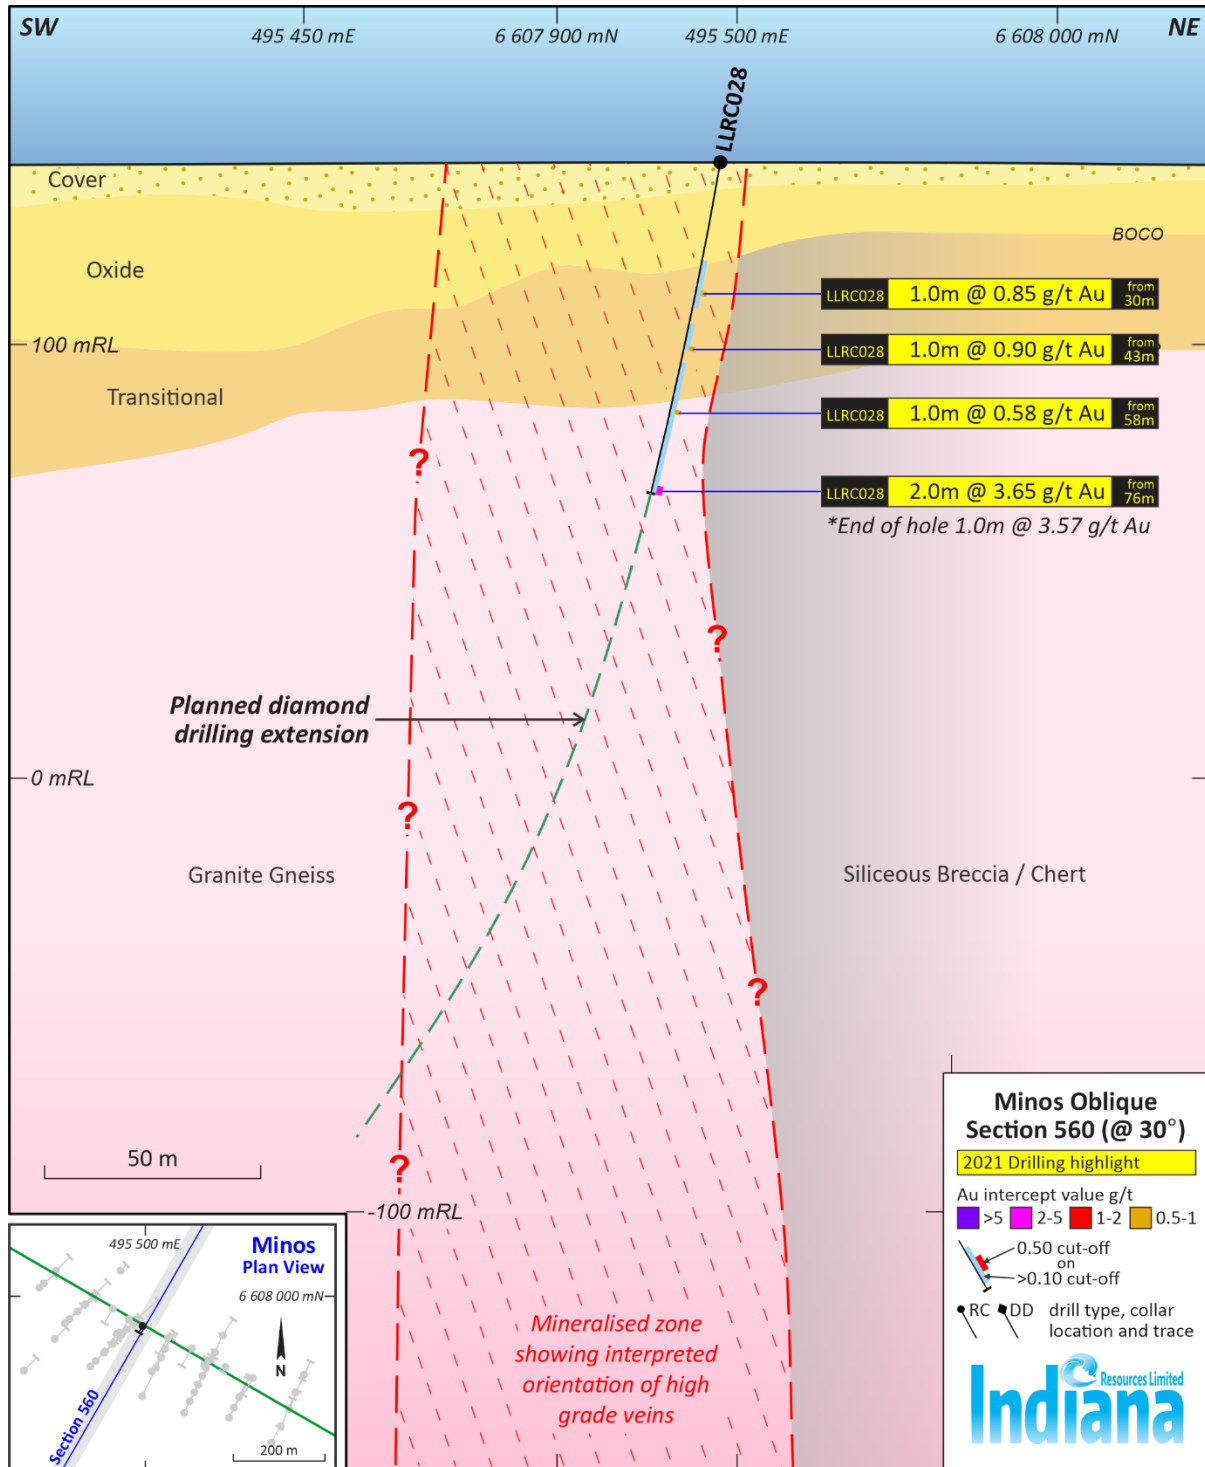 SW
495 450 mE
6 607 900 mN
495 500 mE
6 608 000 mN
NE
LLRC028
Cover
BOCO
Oxide
LLRC028 1.0m @ 0.85 g/t Au from 30m
100 mRL
LLRC028 1.0m @ 0.90 g/t Au from 43m
Transitional
LLRC028 1.0m @ 0.58 g/t Au from 58m
?
LLRC028 2.0m @ 3.65 g/t Au from 76m
*End of hole 1.0m @ 3.57 g/t Au
?
Planned diamond
drilling extension
0 mRL
?
Granite Gneiss
Siliceous Breccia / Chert
?
50 m
?
-100 mRL
Mineralised zone
showing interpreted
orientation of high
grade veins
Minos Oblique
Section 560 (@ 30°)
2021 Drilling highlight
Au intercept value g/t
>5 2-5 1-2 0.5-1
0.50 cut-off
on
>0.10 cut-off
RC DD drill type, collar
location and trace
Indiana
Resources Limited
495 500 mE
Minos
Plan View
6 608 000 mN
N
Section 560
200 m